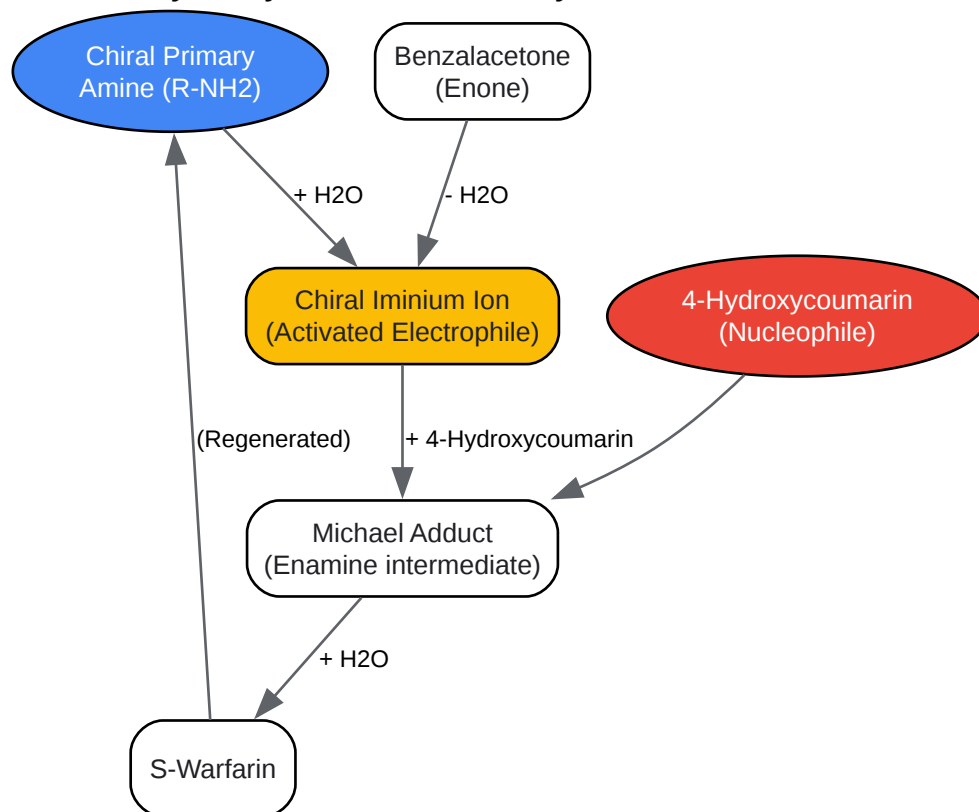 Chiral Primary
Amine (R-NH2)
Benzalacetone
(Enone)
+ H2O
- H2O
Chiral Iminium Ion
(Activated Electrophile)
4-Hydroxycoumarin
(Nucleophile)
(Regenerated)
+ 4-Hydroxycoumarin
Michael Adduct
(Enamine intermediate)
+ H2O
S-Warfarin